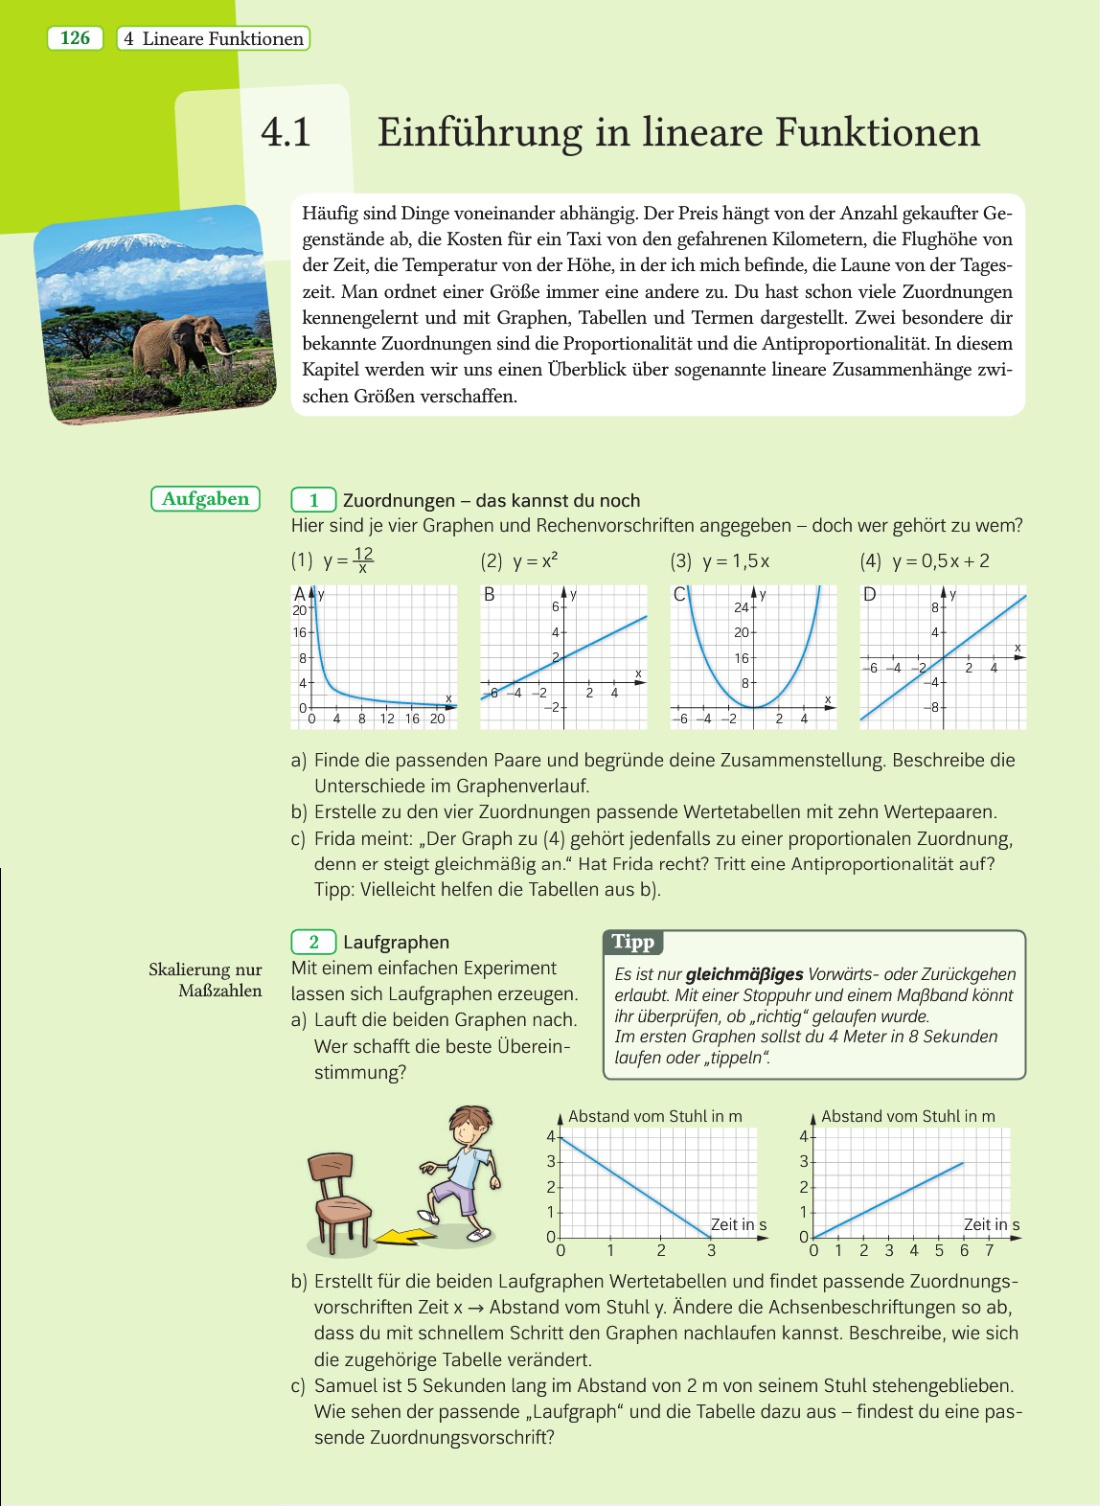 126
4 Lineare Funktionen
4.1 Einführung in lineare Funktionen
Häufig sind Dinge voneinander abhängig. Der Preis hängt von der Anzahl gekaufter Ge-
genstände ab, die Kosten für ein Taxi von den gefahrenen Kilometern, die Flughöhe von
der Zeit, die Temperatur von der Höhe, in der ich mich befinde, die Laune von der Tages-
zeit. Man ordnet einer Größe immer eine andere zu. Du hast schon viele Zuordnungen
kennengelernt und mit Graphen, Tabellen und Termen dargestellt. Zwei besondere dir
bekannte Zuordnungen sind die Proportionalität und die Antiproportionalität. In diesem
Kapitel werden wir uns einen Überblick über sogenannte lineare Zusammenhänge zwi-
schen Größen verschaffen.
Aufgaben
1 Zuordnungen – das kannst du noch
Hier sind je vier Graphen und Rechenvorschriften angegeben – doch wer gehört zu wem?
(1) y = 12/x (2) y = x² (3) y = 1,5x (4) y = 0,5x + 2
A y
20
16
8
4
0
x
0 4 8 12 16 20
B y
6
4
2
x
-6 -4 -2 2 4
-2
C y
24
20
16
8
x
-6 -4 -2 2 4
D y
8
4
x
-6 -4 -2 2 4
-4
-8
a) Finde die passenden Paare und begründe deine Zusammenstellung. Beschreibe die
Unterschiede im Graphenverlauf.
b) Erstelle zu den vier Zuordnungen passende Wertetabellen mit zehn Wertepaaren.
c) Frida meint: „Der Graph zu (4) gehört jedenfalls zu einer proportionalen Zuordnung,
denn er steigt gleichmäßig an.“ Hat Frida recht? Tritt eine Antiproportionalität auf?
Tipp: Vielleicht helfen die Tabellen aus b).
2 Laufgraphen
Skalierung nur
Maßzahlen
Mit einem einfachen Experiment
lassen sich Laufgraphen erzeugen.
a) Lauft die beiden Graphen nach.
Wer schafft die beste Überein-
stimmung?
Tipp
Es ist nur gleichmäßiges Vorwärts- oder Zurückgehen
erlaubt. Mit einer Stoppuhr und einem Maßband könnt
ihr überprüfen, ob „richtig“ gelaufen wurde.
Im ersten Graphen sollst du 4 Meter in 8 Sekunden
laufen oder „tippeln“.
Abstand vom Stuhl in m
4
3
2
1
0
Zeit in s
0 1 2 3
Abstand vom Stuhl in m
4
3
2
1
0
Zeit in s
0 1 2 3 4 5 6 7
b) Erstellt für die beiden Laufgraphen Wertetabellen und findet passende Zuordnungs-
vorschriften Zeit x → Abstand vom Stuhl y. Ändere die Achsenbeschriftungen so ab,
dass du mit schnellem Schritt den Graphen nachlaufen kannst. Beschreibe, wie sich
die zugehörige Tabelle verändert.
c) Samuel ist 5 Sekunden lang im Abstand von 2 m von seinem Stuhl stehengeblieben.
Wie sehen der passende „Laufgraph“ und die Tabelle dazu aus – findest du eine pas-
sende Zuordnungsvorschrift?